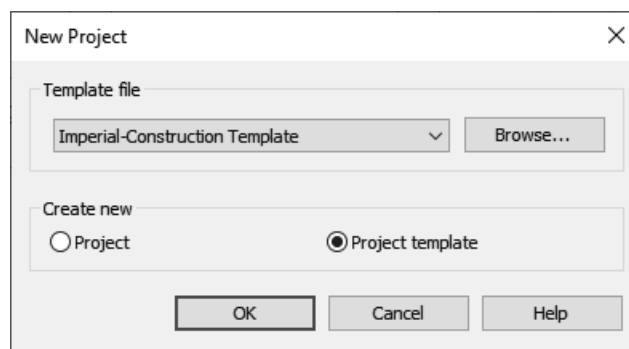 New Project
Template file
Imperial-Construction Template
Browse...
Create new
Project
Project template
OK
Cancel
Help